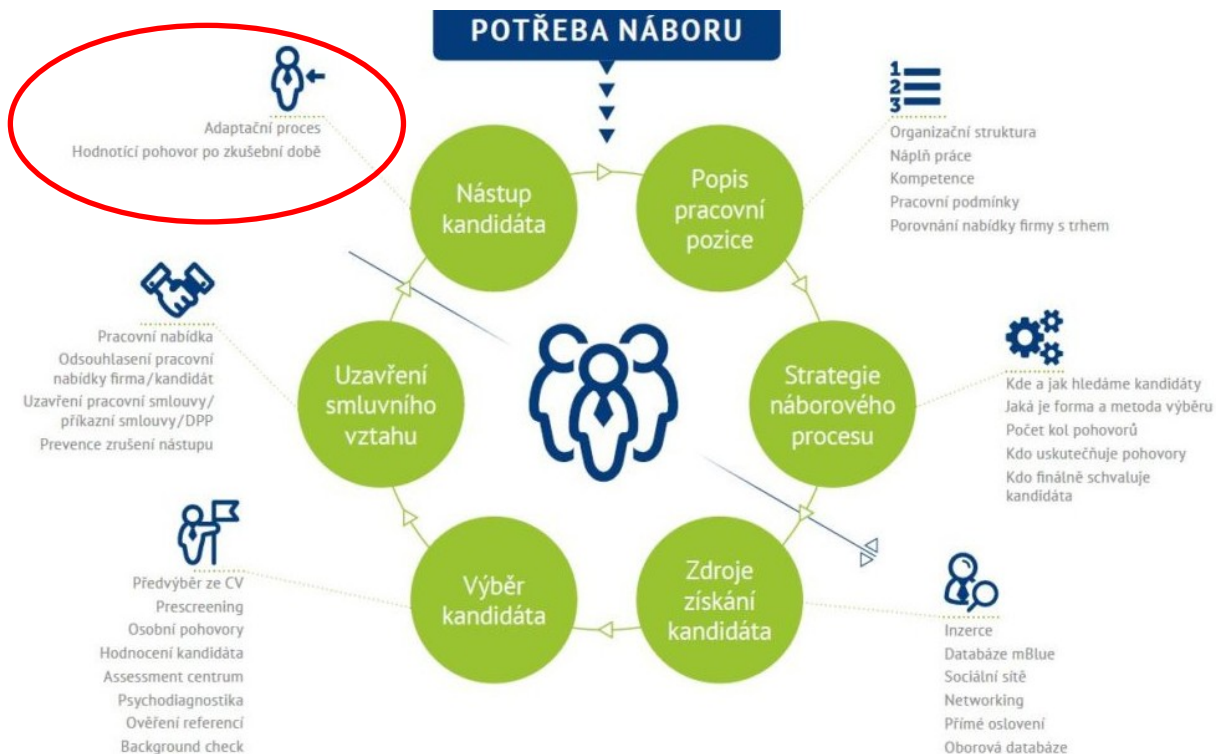 POTŘEBA NÁBORU
Adaptační proces
Hodnotící pohovor po zkušební době
Nástup
kandidáta
Popis
pracovní
pozice
1
2
3
Organizační struktura
Náplň práce
Kompetence
Pracovní podmínky
Porovnání nabídky firmy s trhem
Pracovní nabídka
Odsouhlasení pracovní
nabídky firma/kandidát
Uzavření pracovní smlouvy/
příkazní smlouvy/DPP
Prevence zrušení nástupu
Uzavření
smluvního
vztahu
Strategie
náborového
procesu
Kde a jak hledáme kandidáty
Jaká je forma a metoda výběru
Počet kol pohovorů
Kdo uskutečňuje pohovory
Kdo finálně schvaluje
kandidáta
Předvýběr ze CV
Prescreening
Osobní pohovory
Hodnocení kandidáta
Assessment centrum
Psychodiagnostika
Ověření referencí
Background check
Výběr
kandidáta
Zdroje
získání
kandidáta
Inzerce
Databáze mBlue
Sociální sítě
Networking
Přímé oslovení
Oborová databáze